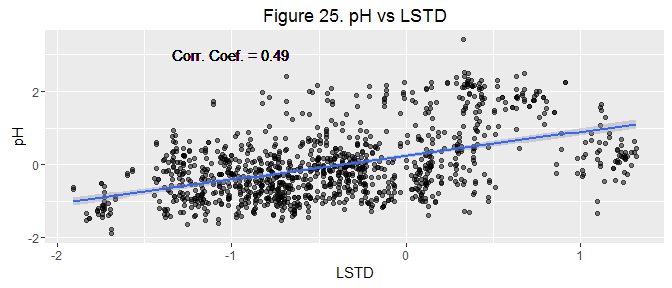 Figure 25. pH vs LSTD
Corr. Coef. = 0.49
pH
2
0
-2
-2
-1
0
1
LSTD